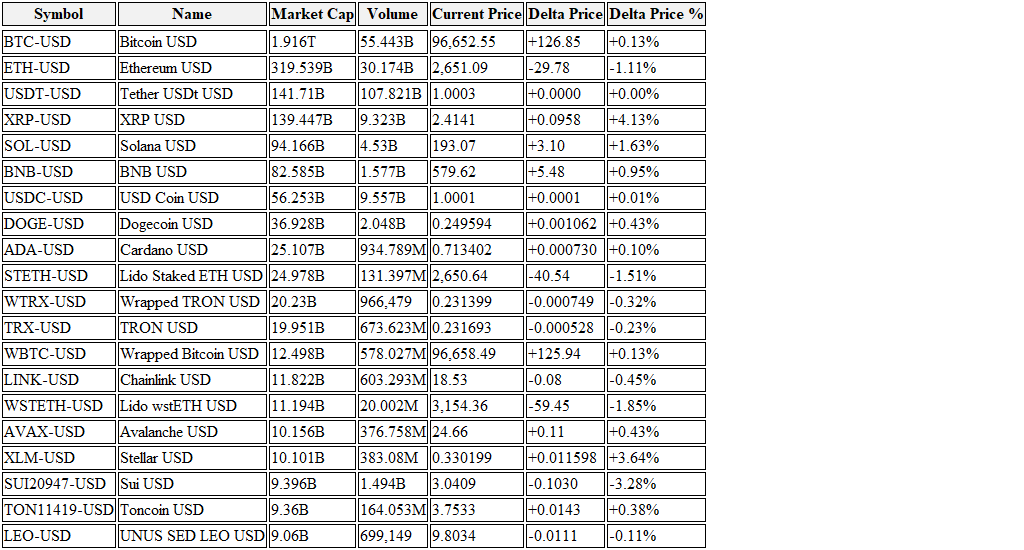 Symbol Name Market Cap Volume Current Price Delta Price Delta Price %
BTC-USD Bitcoin USD 1.916T 55.443B 96,652.55 +126.85 +0.13%
ETH-USD Ethereum USD 319.539B 30.174B 2,651.09 -29.78 -1.11%
USDT-USD Tether USDt USD 141.71B 107.821B 1.0003 +0.0000 +0.00%
XRP-USD XRP USD 139.447B 9.323B 2.4141 +0.0958 +4.13%
SOL-USD Solana USD 94.166B 4.53B 193.07 +3.10 +1.63%
BNB-USD BNB USD 82.585B 1.577B 579.62 +5.48 +0.95%
USDC-USD USD Coin USD 56.253B 9.557B 1.0001 +0.0001 +0.01%
DOGE-USD Dogecoin USD 36.928B 2.048B 0.249594 +0.001062 +0.43%
ADA-USD Cardano USD 25.107B 934.789M 0.713402 +0.000730 +0.10%
STETH-USD Lido Staked ETH USD 24.978B 131.397M 2,650.64 -40.54 -1.51%
WTRX-USD Wrapped TRON USD 20.23B 966,479 0.231399 -0.000749 -0.32%
TRX-USD TRON USD 19.951B 673.623M 0.231693 -0.000528 -0.23%
WBTC-USD Wrapped Bitcoin USD 12.498B 578.027M 96,658.49 +125.94 +0.13%
LINK-USD Chainlink USD 11.822B 603.293M 18.53 -0.08 -0.45%
WSTETH-USD Lido wstETH USD 11.194B 20.002M 3,154.36 -59.45 -1.85%
AVAX-USD Avalanche USD 10.156B 376.758M 24.66 +0.11 +0.43%
XLM-USD Stellar USD 10.101B 383.08M 0.330199 +0.011598 +3.64%
SUI20947-USD Sui USD 9.396B 1.494B 3.0409 -0.1030 -3.28%
TON11419-USD Toncoin USD 9.36B 164.053M 3.7533 +0.0143 +0.38%
LEO-USD UNUS SED LEO USD 9.06B 699,149 9.8034 -0.0111 -0.11%